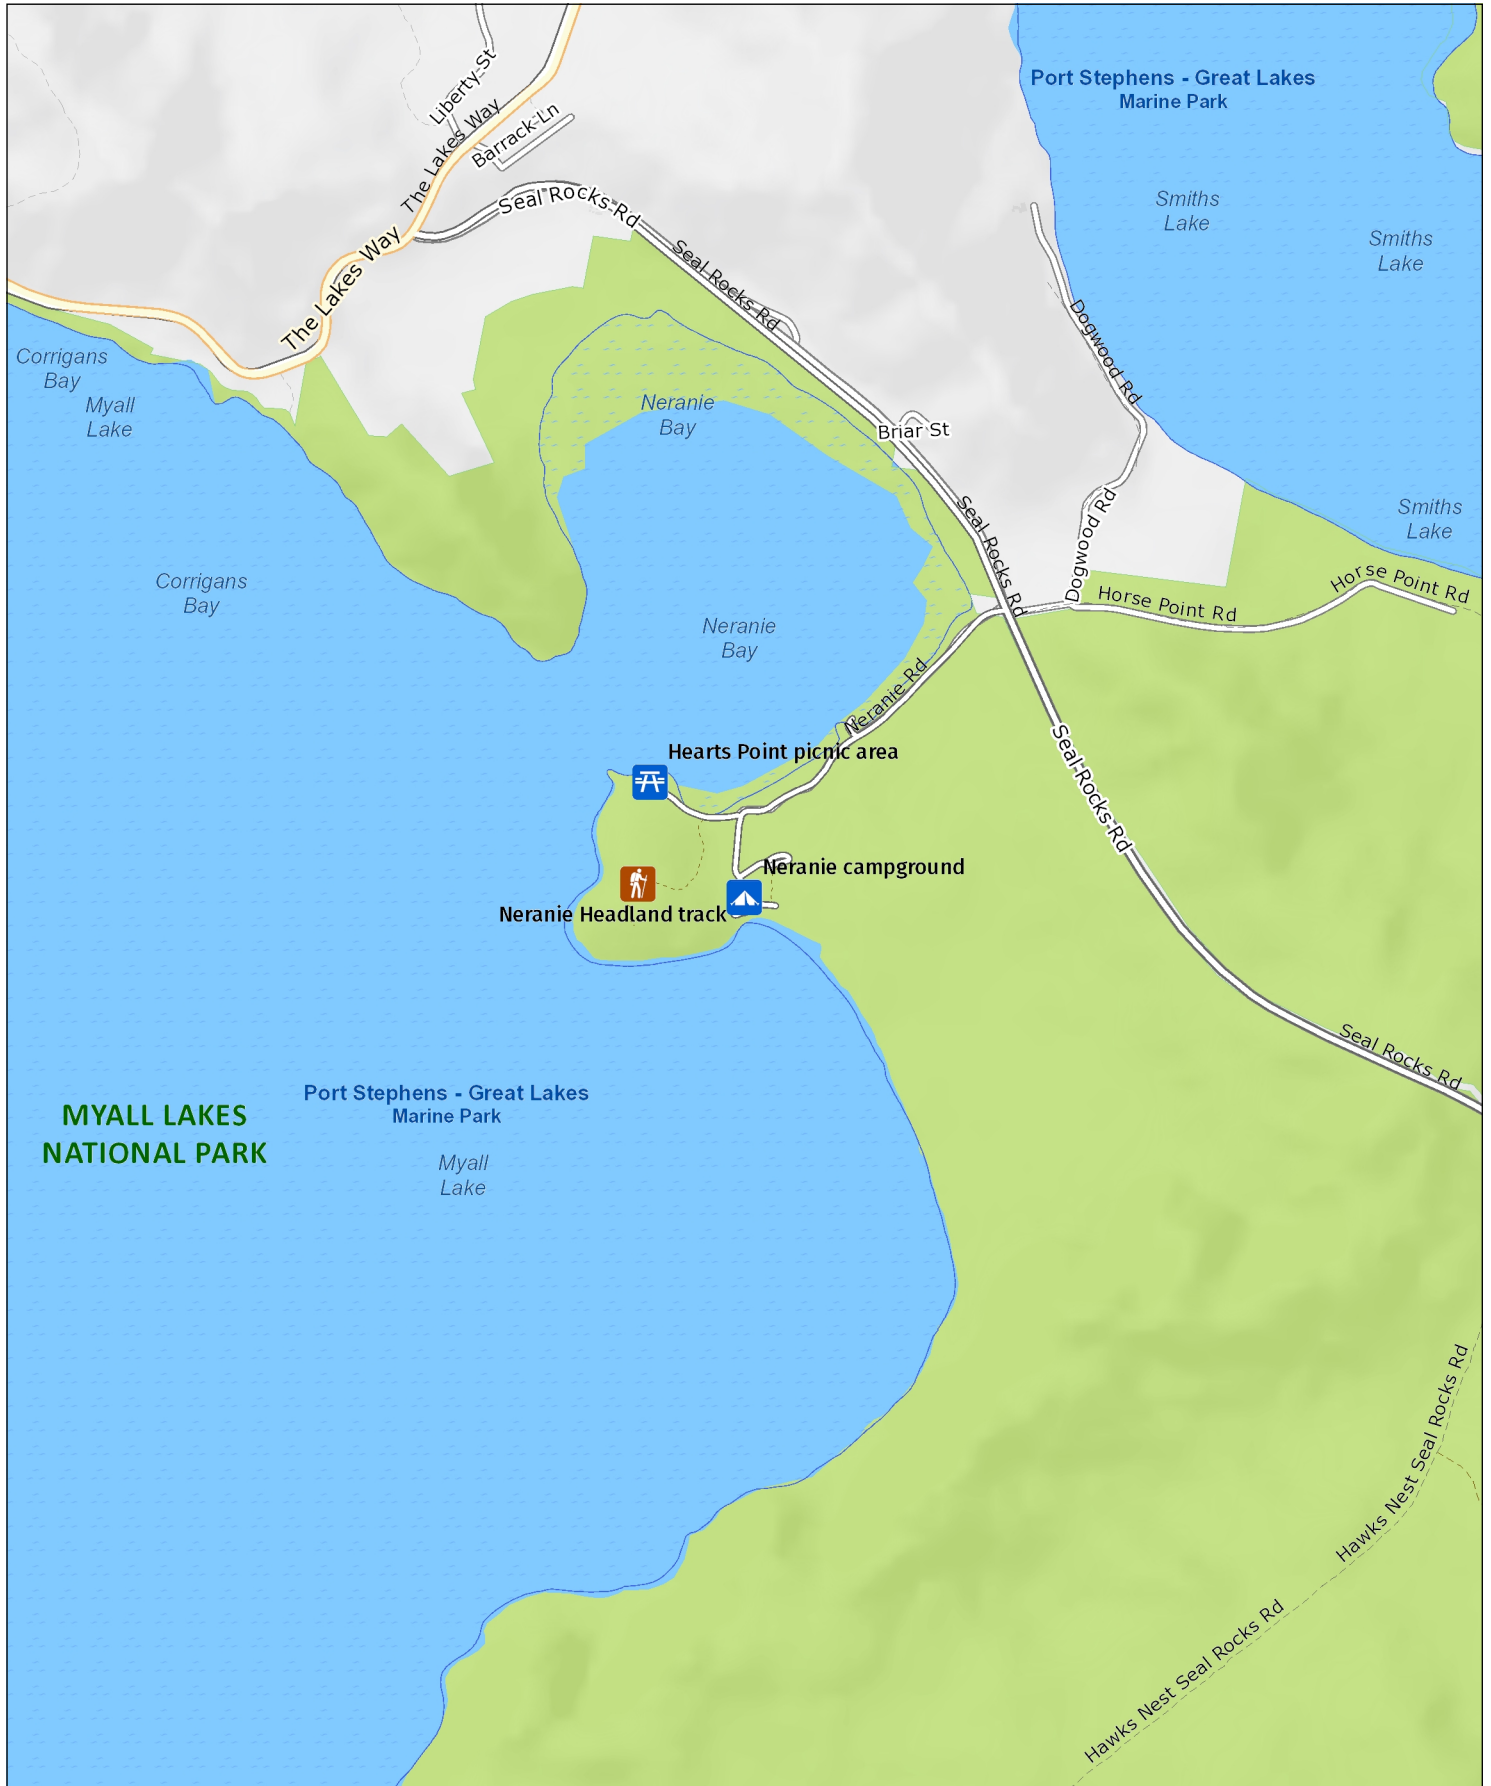 Liberty-St
The Lakes Way
Barrack-Ln
Port Stephens - Great Lakes
Marine Park
Seal Rocks-Rd
Smiths
Lake
Smiths
Lake
The Lakes Way
Seal Rocks Rd
Dogwood Rd
Corrigans
Bay
Myall
Lake
Neranie
Bay
Briar St
Smiths
Lake
Seal Rocks Rd
Dogwood Rd
Corrigans
Bay
Horse Point Rd
Horse Point Rd
Neranie
Bay
Neranie-Rd
Hearts Point picnic area
Seal-Rocks-Rd
Neranie campground
Neranie Headland track
Seal Rocks Rd
Port Stephens - Great Lakes
Marine Park
MYALL LAKES
NATIONAL PARK
Myall
Lake
Hawks Nest Seal Rocks Rd
Hawks Nest Seal Rocks Rd